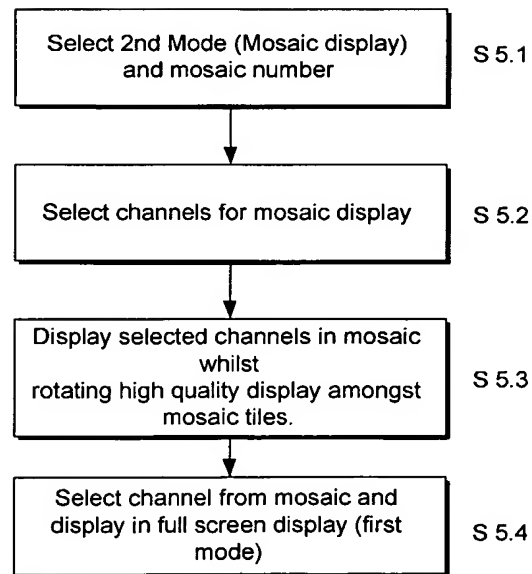 Select 2nd Mode (Mosaic display)
and mosaic number
S 5.1
Select channels for mosaic display
S 5.2
Display selected channels in mosaic
whilst
rotating high quality display amongst
mosaic tiles.
S 5.3
Select channel from mosaic and
display in full screen display (first
mode)
S 5.4